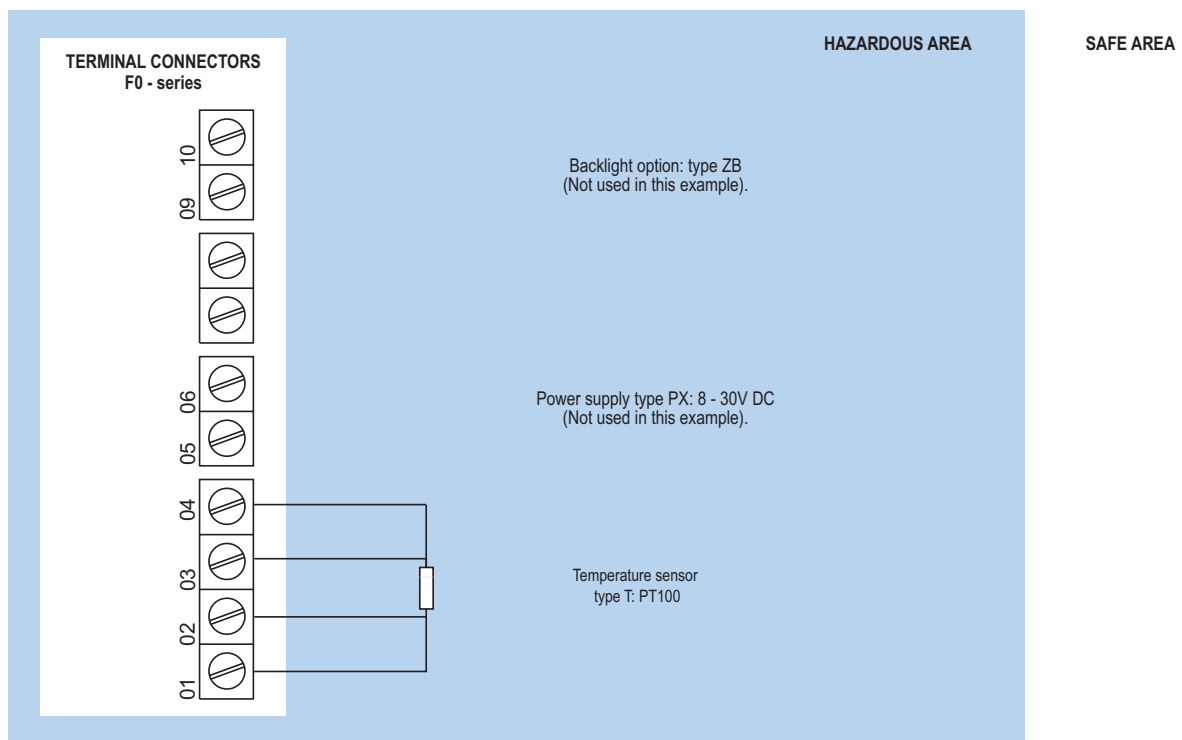 HAZARDOUS AREA
SAFE AREA
TERMINAL CONNECTORS
F0 - series
10
09
Backlight option: type ZB
(Not used in this example).
06
05
Power supply type PX: 8 - 30V DC
(Not used in this example).
04
03
02
01
Temperature sensor
type T: PT100